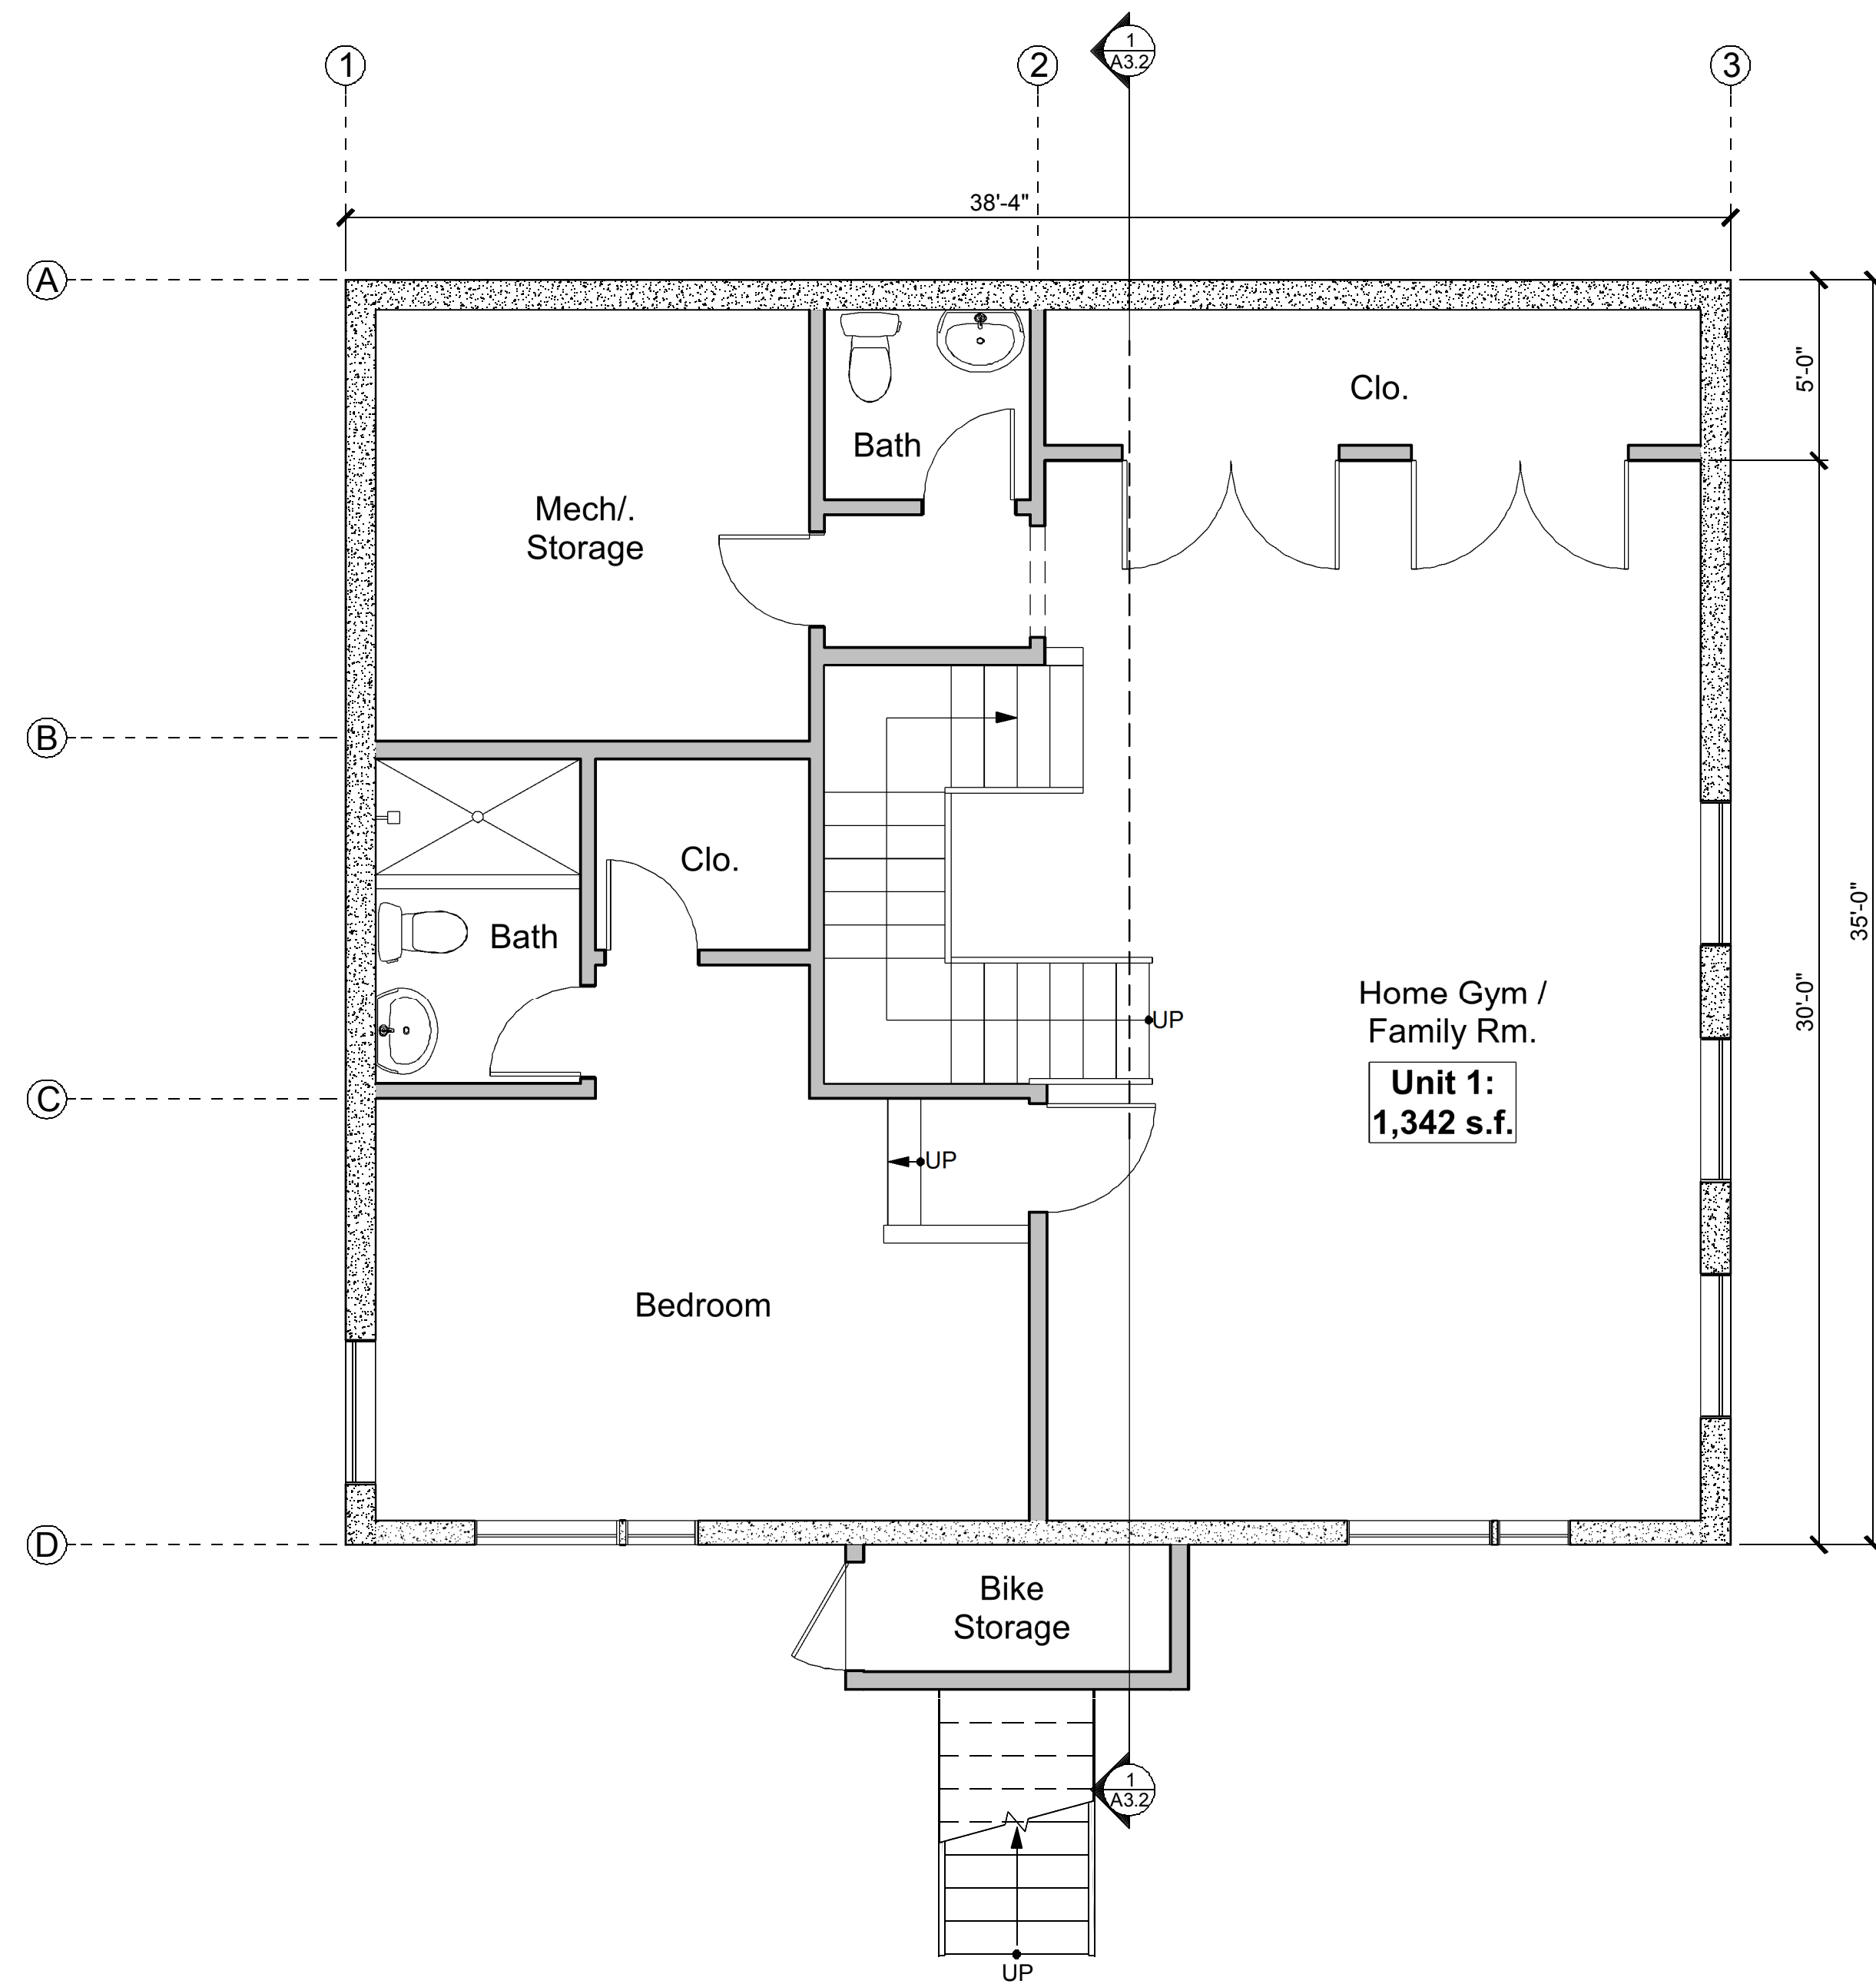 1
2
1
A3.2
3
38'-4"
A
5'-0"
Clo.
Bath
Mech/.
Storage
B
Clo.
35'-0"
Bath
Home Gym /
Family Rm.
30'-0"
UP
Unit 1:
1,342 s.f.
C
UP
Bedroom
D
Bike
Storage
1
A3.2
UP